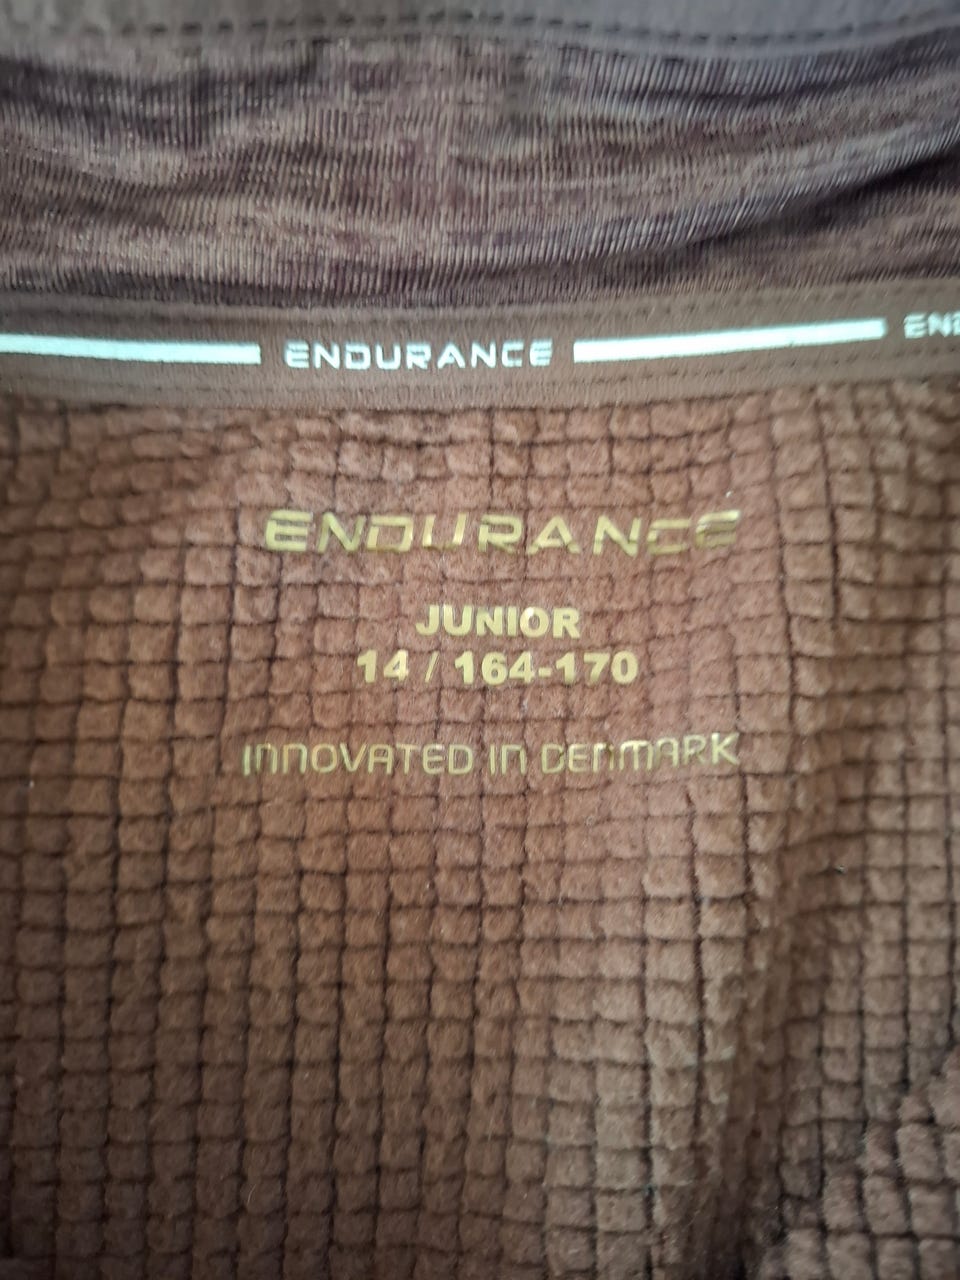 ENDURANCE
ENDURANCE
JUNIOR
14 / 164-170
INNOVATED IN DENMARK